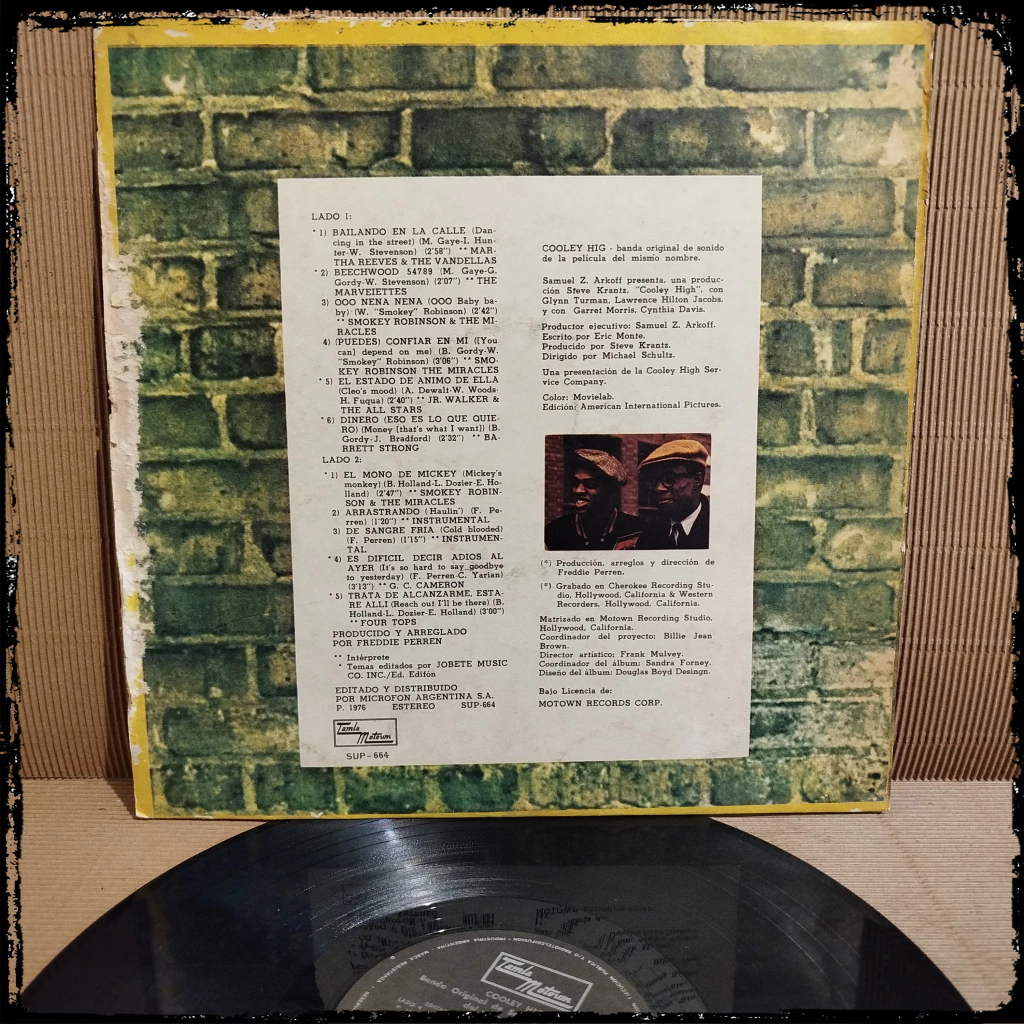 LADO 1:
* 1) BAILANDO EN LA CALLE (Dan-
cing in the street) (M. Gaye-I. Hun-
ter-W. Stevenson) (2'58") ** MAR-
THA REEVES & THE VANDELLAS
*2) BEECHWOOD 54789 (M. Gaye-G.
Gordy-W. Stevenson) (2'07") ** THE
MARVEIETTES
3) OOO NENA NENA (OOO Baby ba-
by) (W. "Smokey" Robinson) (2'42")
** SMOKEY ROBINSON & THE MI-
RACLES
4) (PUEDES) CONFIAR EN MI ([You
can] depend on me) (B. Gordy-W.
"Smokey" Robinson) (3'06") ** SMO-
KEY ROBINSON THE MIRACLES
* 5) EL ESTADO DE ANIMO DE ELLA
(Cleo's mood) (A. Dewalt-W. Woods-
H. Fuqua) (2'40") ** JR. WALKER &
THE ALL STARS
* 6) DINERO (ESO ES LO QUE QUIE-
RO) (Money [that's what I want]) (B.
Gordy-J. Bradford) (2'32") ** BA-
RRETT STRONG
LADO 2:
* 1) EL MONO DE MICKEY (Mickey's
monkey) (B. Holland-L. Dozier-E. Ho-
lland) (2'47") ** SMOKEY ROBIN-
SON & THE MIRACLES
2) ARRASTRANDO (Haulin') (F. Pe-
rren) (1'20") ** INSTRUMENTAL
3) DE SANGRE FRIA (Cold blooded)
(F. Perren) (1'15") ** INSTRUMEN-
TAL
*4) ES DIFICIL DECIR ADIOS AL
AYER (It's so hard to say goodbye
to yesterday) (F. Perren-C. Yarian)
(3'13") ** G. C. CAMERON
* 5) TRATA DE ALCANZARME, ESTA-
RE ALLI (Reach out I'll be there) (B.
Holland-L. Dozier-E. Holland) (3'00")
** FOUR TOPS
PRODUCIDO Y ARREGLADO
POR FREDDIE PERREN
** Intérprete
* Temas editados por JOBETE MUSIC
CO. INC./Ed. Edifón
EDITADO Y DISTRIBUIDO
POR MICROFON ARGENTINA S.A.
P. 1976 ESTEREO SUP-664
Tamla
Motown
SUP-664
COOLEY HIG - banda original de sonido
de la película del mismo nombre.
Samuel Z. Arkoff presenta, una produc-
ción Steve Krantz, "Cooley High", con
Glynn Turman, Lawrence Hilton Jacobs,
y con Garret Morris, Cynthia Davis.
Productor ejecutivo: Samuel Z. Arkoff.
Escrito por Eric Monte.
Producido por Steve Krantz.
Dirigido por Michael Schultz.
Una presentación de la Cooley High Ser-
vice Company.
Color: Movielab.
Edición: American International Pictures.
(°) Producción, arreglos y dirección de
Freddie Perren.
(°) Grabado en Cherokee Recording Stu-
dio, Hollywood, California & Western
Recorders, Hollywood, California.
Matrizado en Motown Recording Studio,
Hollywood, California.
Coordinador del proyecto: Billie Jean
Brown.
Director artístico: Frank Mulvey.
Coordinador del álbum: Sandra Forney.
Diseño del álbum: Douglas Boyd Desingn.
Bajo Licencia de:
MOTOWN RECORDS CORP.
Tamla
Motown
COOLEY HIG
Banda Original de